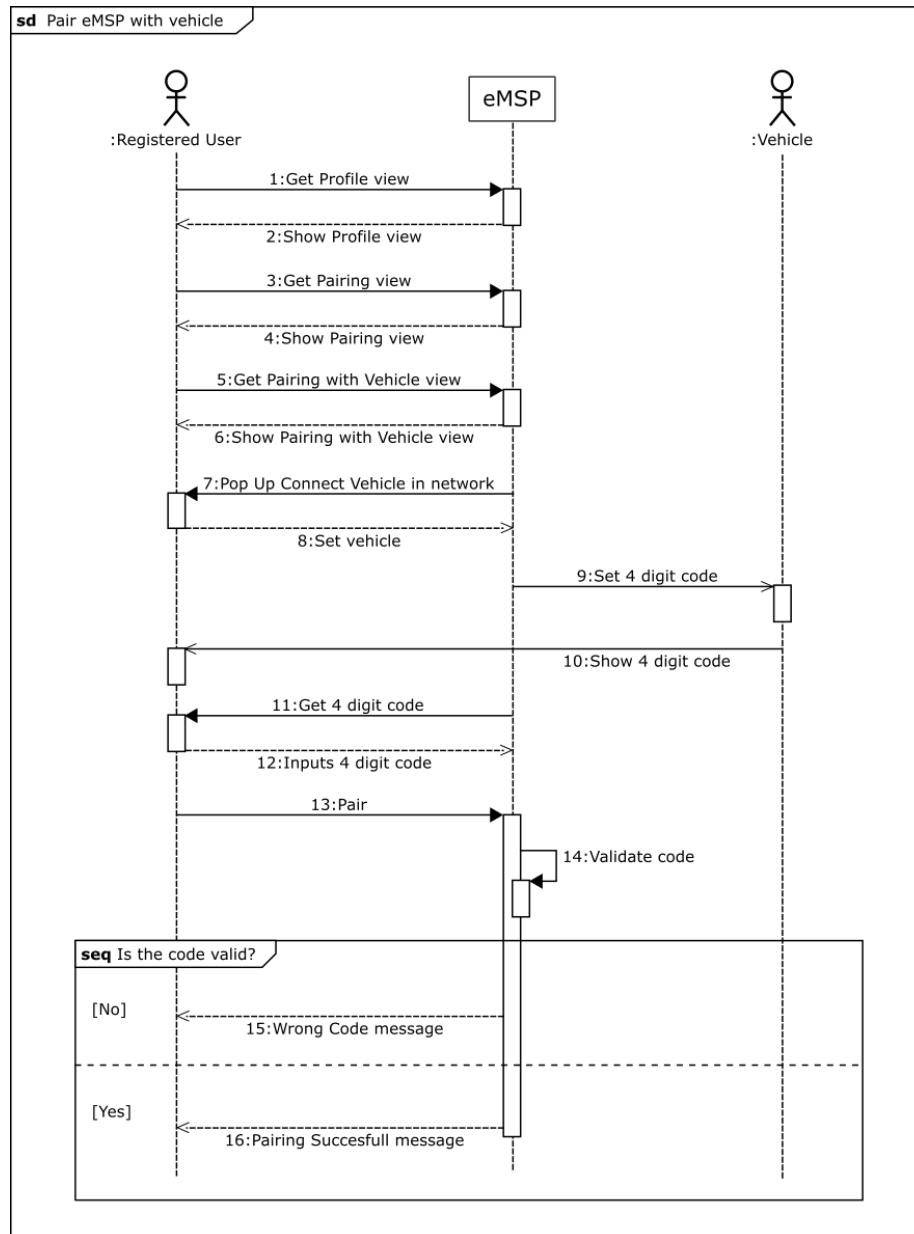 sd Pair eMSP with vehicle
eMSP
:Registered User
:Vehicle
1:Get Profile view
2:Show Profile view
3:Get Pairing view
4:Show Pairing view
5:Get Pairing with Vehicle view
6:Show Pairing with Vehicle view
7:Pop Up Connect Vehicle in network
8:Set vehicle
9:Set 4 digit code
10:Show 4 digit code
11:Get 4 digit code
12:Inputs 4 digit code
13:Pair
14:Validate code
seq Is the code valid?
[No]
15:Wrong Code message
[Yes]
16:Pairing Succesfull message